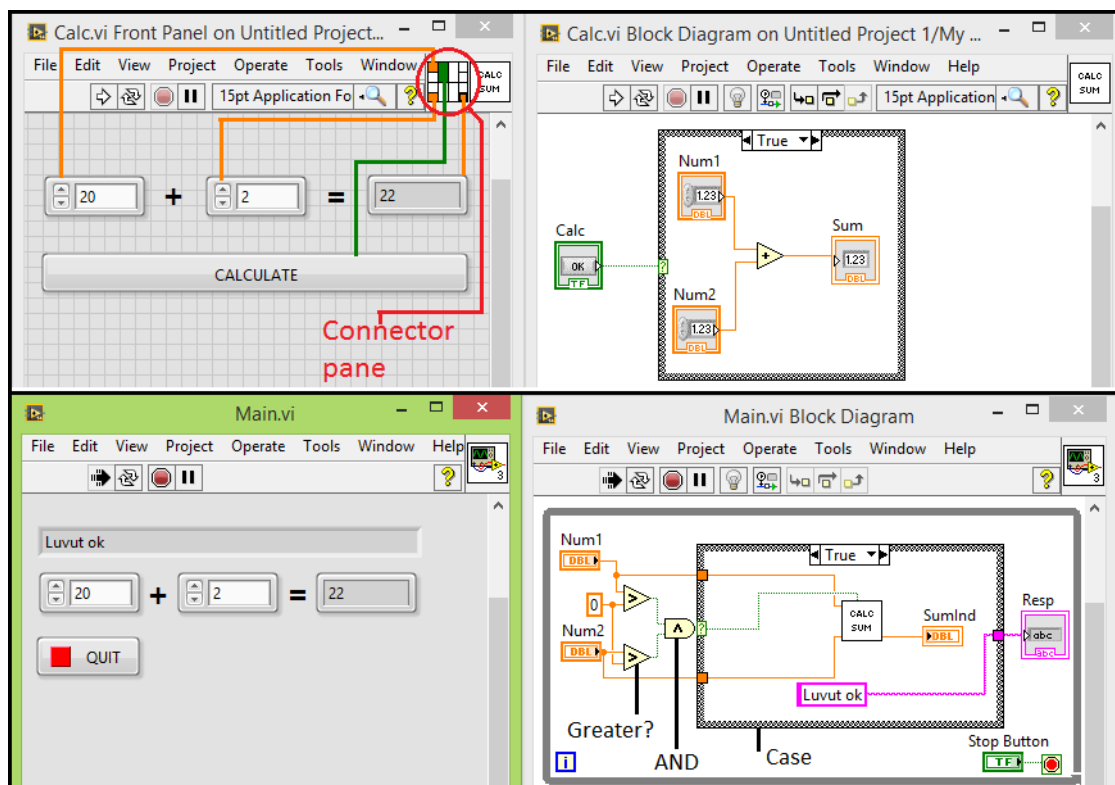 Calc.vi Front Panel on Untitled Project...
File Edit View Project Operate Tools Window
CALC
SUM
15pt Application Fo
20 + 2 = 22
CALCULATE
Connector
pane
Calc.vi Block Diagram on Untitled Project 1/My ...
File Edit View Project Operate Tools Window Help
CALC
SUM
15pt Application
True
Num1
1.23
DBL
Calc
OK
TF
?
+
Sum
1.23
DBL
Num2
1.23
DBL
Main.vi
File Edit View Project Operate Tools Window Help
3
Luvut ok
20 + 2 = 22
QUIT
Main.vi Block Diagram
File Edit View Project Operate Tools Window Help
3
Num1
DBL
True
>
0
CALC
SUM
SumInd
DBL
Resp
abc
abc
Num2
DBL
>
∧
?
Luvut ok
Greater?
AND
Case
Stop Button
TF
i